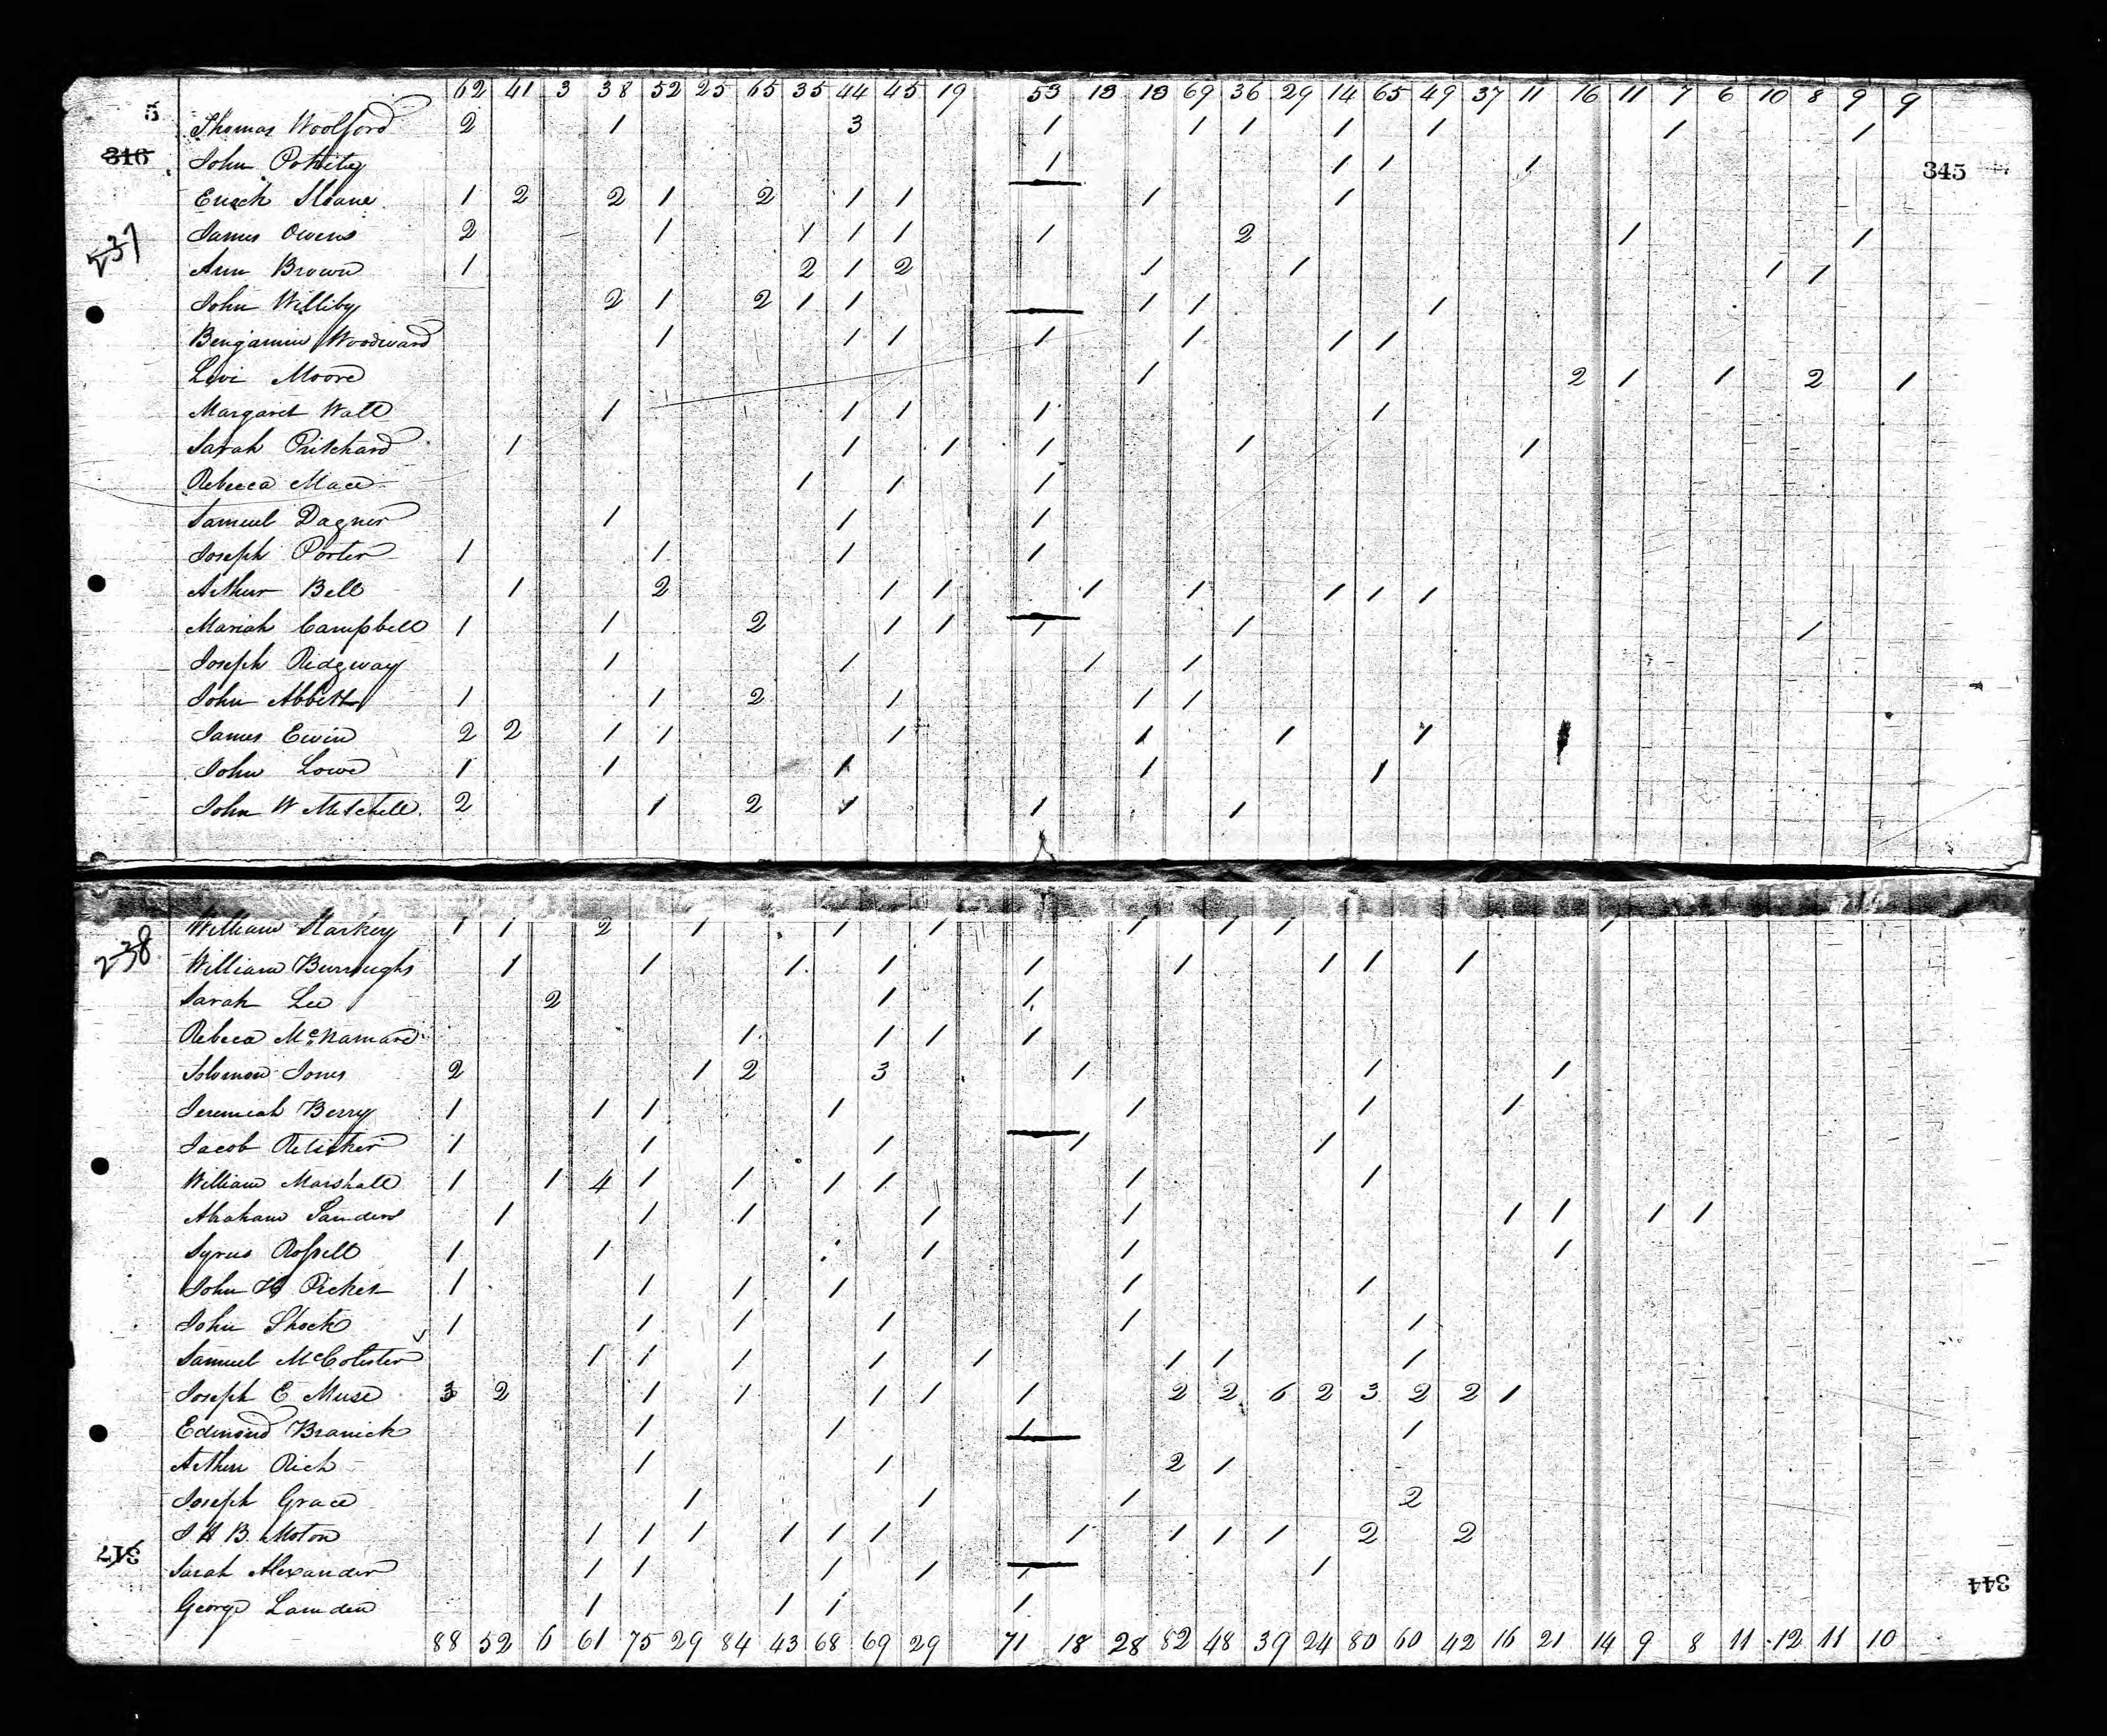 62 41 3 38 52 25 65 35 44 45 19 53 13 18 69 36 29 14 65 49 37 11 16 11 7 6 10 8 9 9
5 Thomas Woolford 2 1 3 1 1 1 1 1 1 1
316 John 1 1 1 1 345
Enoch Sloane 1 2 2 1 2 1 1 1 1
237 James Owens 2 1 1 1 1 1 2 1 1
Ann Brown 1 2 1 2 1 1 1 1
John Williby 2 1 2 1 1 1 1 1
Bengamin Woodward 1 1 1 1 1 1 1
Levi Moore 1 2 1 1 2 1
Margaret Wall 1 1 1 1 1
Sarah Pritchard 1 1 1 1 1 1
Rebecca Mace 1 1 1
Samuel Dagner 1 1 1
Joseph Porter 1 1 1 1
Arthur Bell 1 2 1 1 1 1 1 1 1
Mariah Campbell 1 1 2 1 1 1 1 1
Joseph Ridgway 1 1 1 1
John Abbett 1 1 2 1 1 1
James Ewin 2 2 1 1 1 1 1 1
John Lowe 1 1 1 1 1
John W Mitchell 2 1 2 1 1 1
William 1 1 2 1 1 1 1 1 1 1
238 William Burroughs 1 1 1 1 1 1 1 1 1
Sarah Lee 2 1 1
Rebeca McNamara 1 1 1 1
Solomon Jones 2 1 2 3 1 1 1
Jeremiah Berry 1 1 1 1 1 1 1
Jacob 1 1 1 1 1
William Marshall 1 1 4 1 1 1 1 1 1
Abraham Sanders 1 1 1 1 1 1 1 1 1
Syrus 1 1 1 1 1
John H Picket 1 1 1 1 1 1
John Shock 1 1 1 1 1 1
Samuel McColister 1 1 1 1 1 1 1 1
Joseph E Muse 3 2 1 1 1 1 1 2 2 6 2 3 2 2 1
Edmond Branick 1 1 1 1
Arthur Rich 1 1 2 1
Joseph Grace 1 1 1 2
J H B Moton 1 1 1 1 1 1 1 1 1 1 2 2
317 Sarah Alexander 1 1 1 1 1 1 344
George Lamden 1 1 1 1
88 52 6 61 75 29 84 43 68 69 29 71 18 28 82 48 39 24 80 60 42 16 21 14 9 8 11 12 11 10